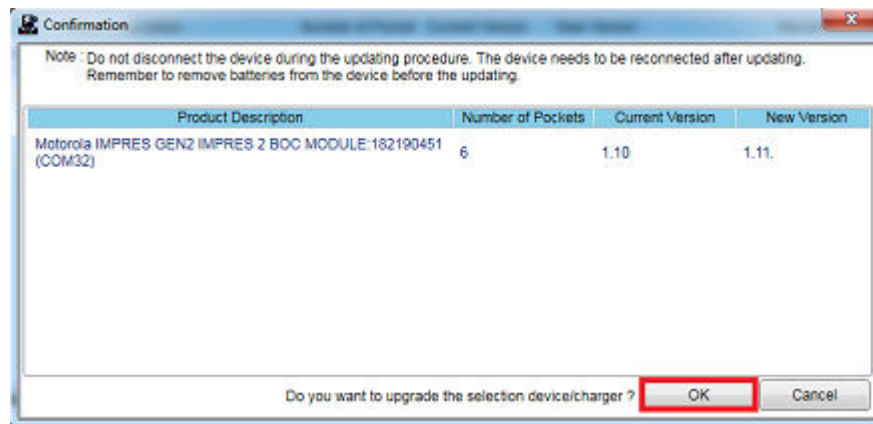 Confirmation
Note : Do not disconnect the device during the updating procedure. The device needs to be reconnected after updating.
Remember to remove batteries from the device before the updating.
Product Description Number of Pockets Current Version New Version
Motorola IMPRES GEN2 IMPRES 2 BOC MODULE:182190451 6 1.10 1.11.
(COM32)
Do you want to upgrade the selection device/charger ? OK Cancel